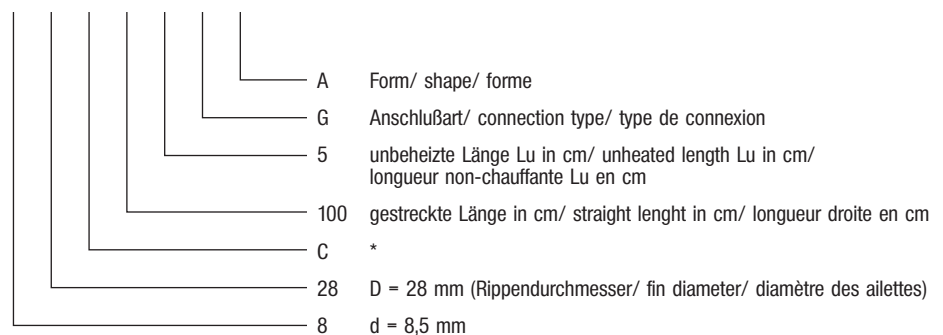 A Form/ shape/ forme
G Anschlußart/ connection type/ type de connexion
5 unbeheizte Länge Lu in cm/ unheated length Lu in cm/
longueur non-chauffante Lu en cm
100 gestreckte Länge in cm/ straight lenght in cm/ longueur droite en cm
C *
28 D = 28 mm (Rippendurchmesser/ fin diameter/ diamètre des ailettes)
8 d = 8,5 mm